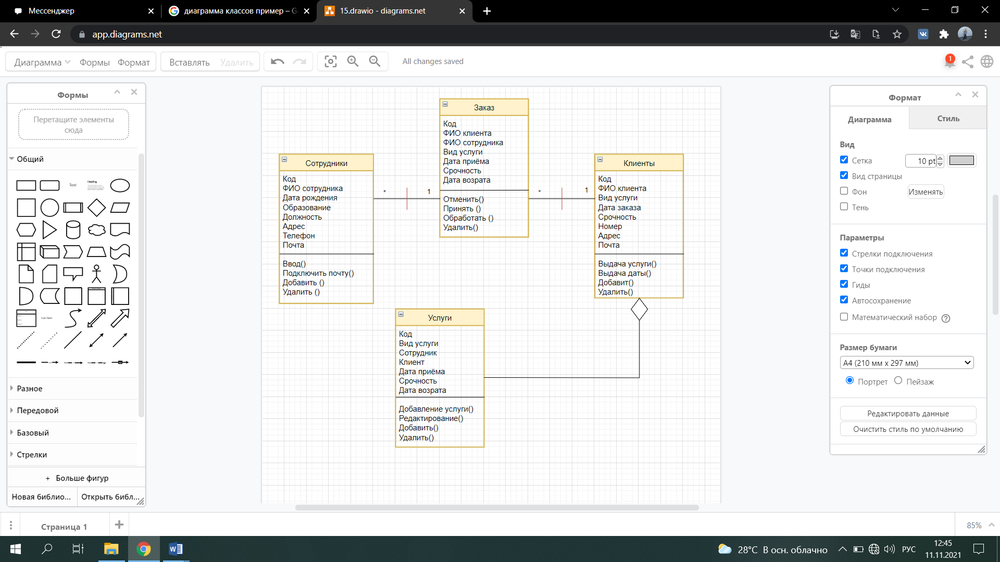 Мессенджер
диаграмма классов пример – G
15.drawio - diagrams.net
app.diagrams.net
Диаграмма
Формы
Формат
Вставлять
Удалить
All changes saved
1
Формы
Перетащите элементы
сюда
Общий
Text
Heading
List Item
Разное
Передовой
Базовый
Стрелки
+ Больше фигур
Новая библио...
Открыть библ...
Заказ
Код
ФИО клиента
ФИО сотрудника
Вид услуги
Дата приёма
Срочность
Дата возрата
Отменить()
Принять ()
Обработать ()
Удалить()
Сотрудники
Код
ФИО сотрудника
Дата рождения
Образование
Должность
Адрес
Телефон
Почта
Ввод()
Подключить почту()
Добавить ()
Удалить ()
* 1
* 1
Клиенты
Код
ФИО клиента
Вид услуги
Дата заказа
Срочность
Номер
Адрес
Почта
Выдача услуги()
Выдача даты()
Добавит()
Удалить()
Услуги
Код
Вид услуги
Сотрудник
Клиент
Дата приёма
Срочность
Дата возрата
Добавление услуги()
Редактирование()
Добавить()
Удалить()
Формат
Диаграмма
Стиль
Вид
Сетка
10 pt
Вид страницы
Фон
Изменять
Тень
Параметры
Стрелки подключения
Точки подключения
Гиды
Автосохранение
Математический набор ?
Размер бумаги
A4 (210 мм x 297 мм)
Портрет
Пейзаж
Редактировать данные
Очистить стиль по умолчанию
Страница 1
85%
28°C В осн. облачно
РУС
12:45
11.11.2021